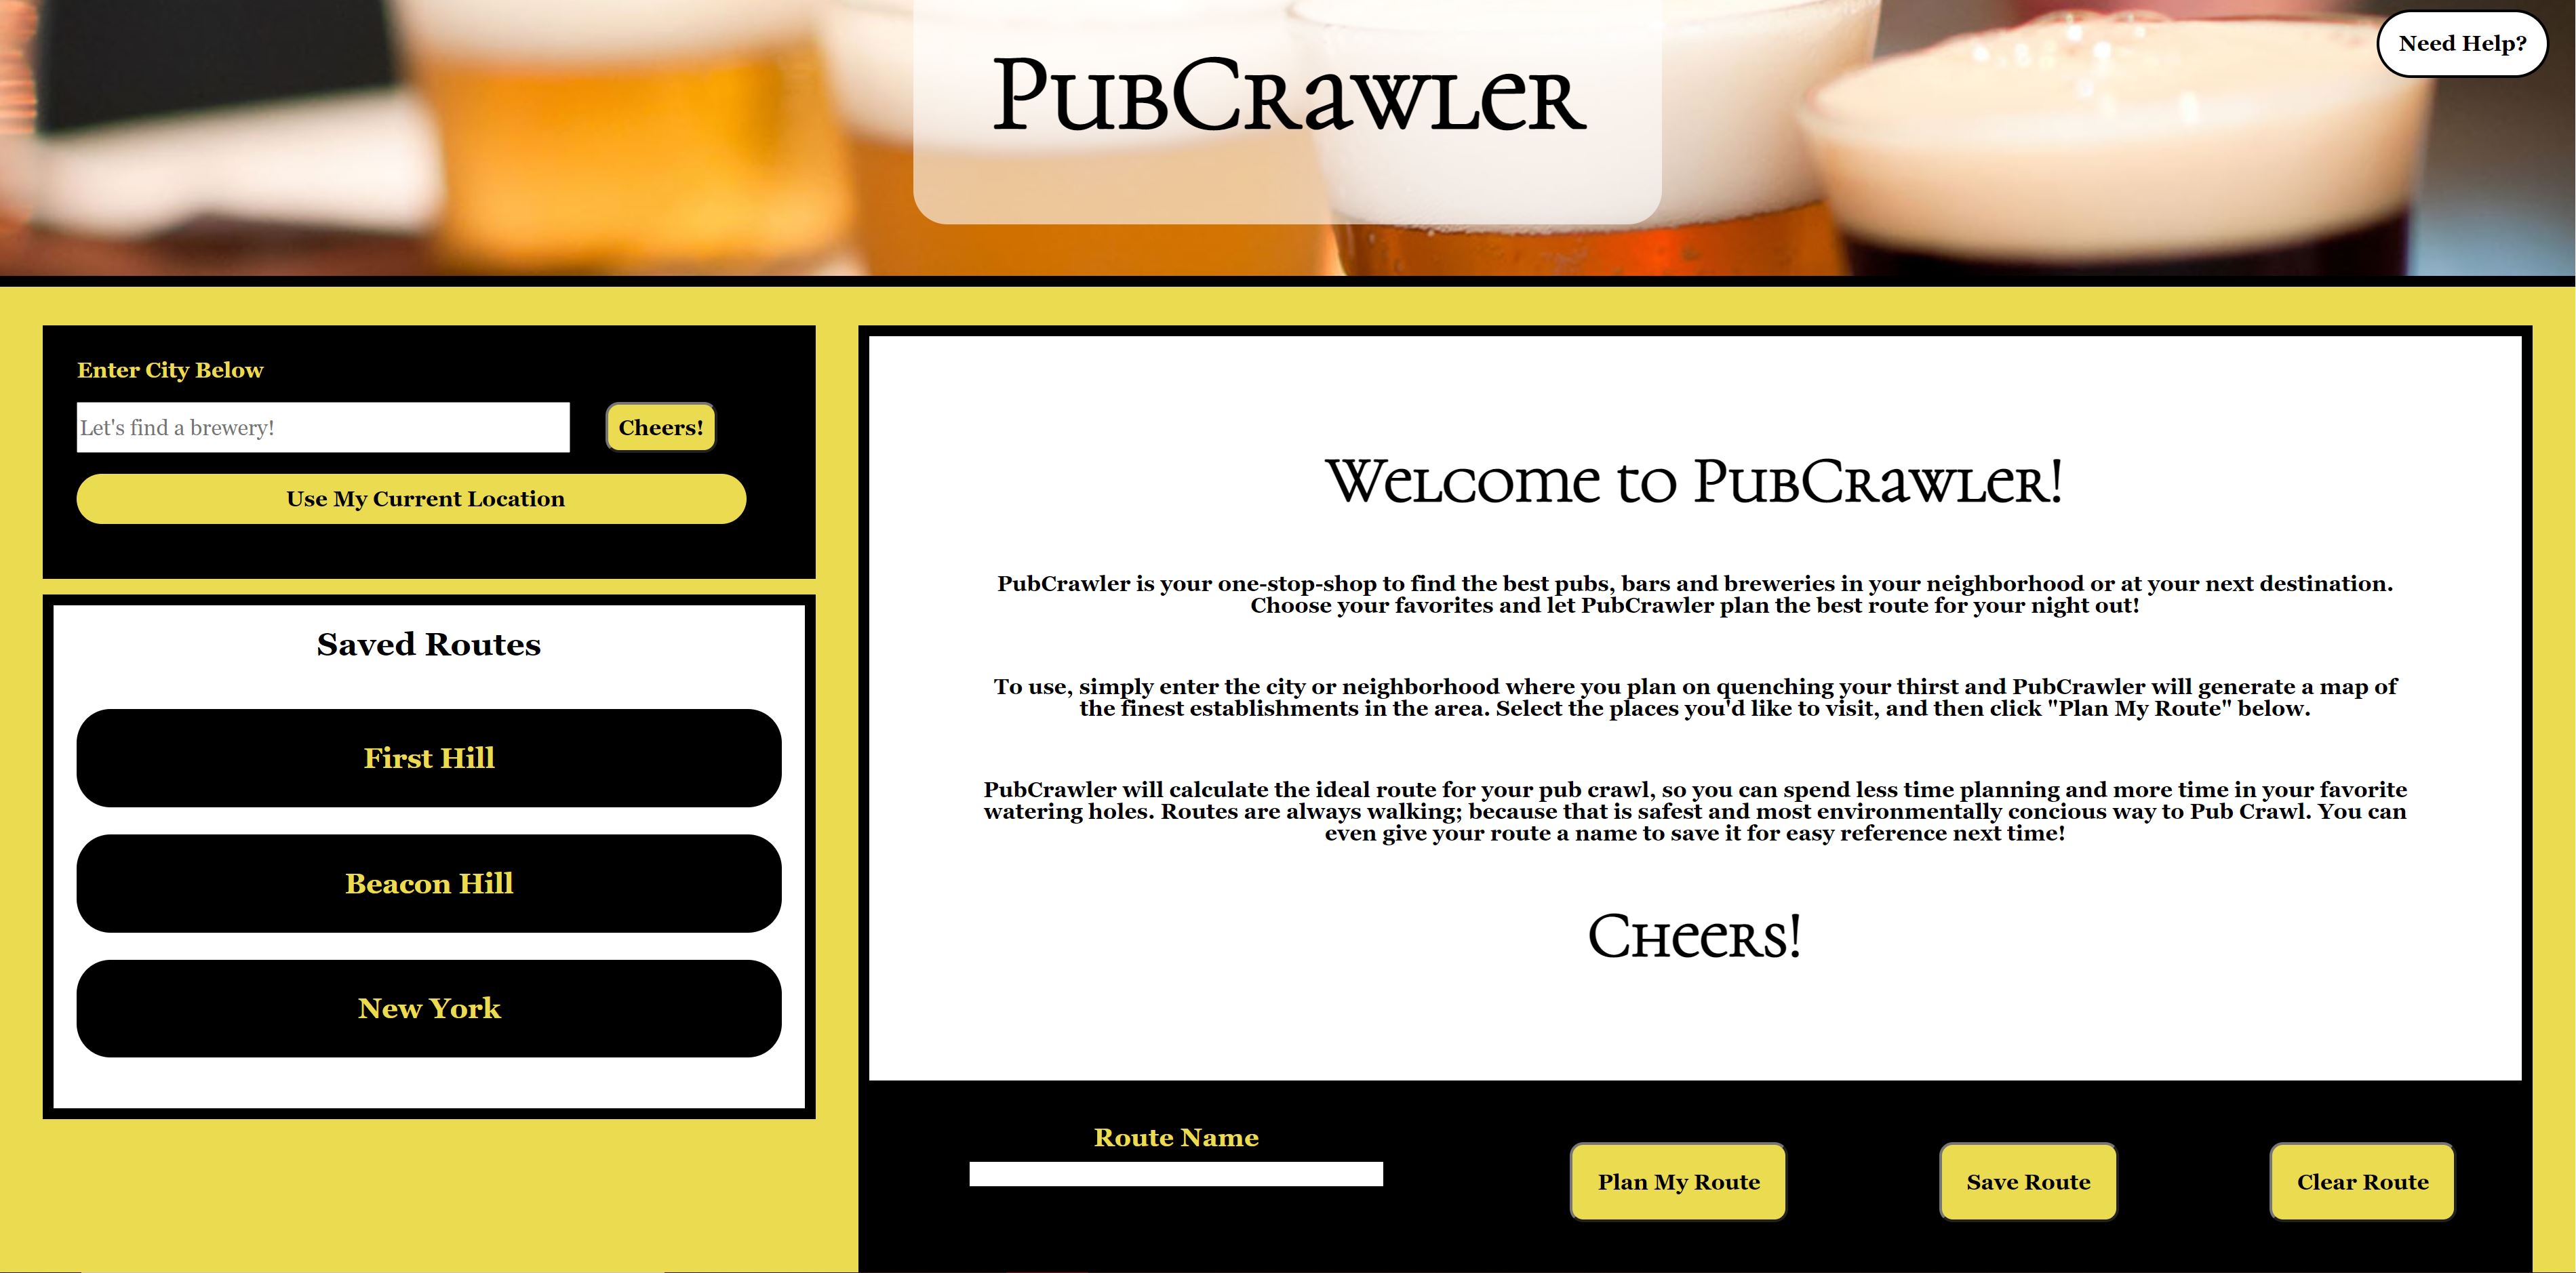 PubCrawler
Need Help?
Enter City Below
Let's find a brewery!
Cheers!
Use My Current Location
Saved Routes
First Hill
Beacon Hill
New York
Welcome to PubCrawler!
PubCrawler is your one-stop-shop to find the best pubs, bars and breweries in your neighborhood or at your next destination.
Choose your favorites and let PubCrawler plan the best route for your night out!
To use, simply enter the city or neighborhood where you plan on quenching your thirst and PubCrawler will generate a map of
the finest establishments in the area. Select the places you'd like to visit, and then click "Plan My Route" below.
PubCrawler will calculate the ideal route for your pub crawl, so you can spend less time planning and more time in your favorite
watering holes. Routes are always walking; because that is safest and most environmentally concious way to Pub Crawl. You can
even give your route a name to save it for easy reference next time!
Cheers!
Route Name
Plan My Route
Save Route
Clear Route